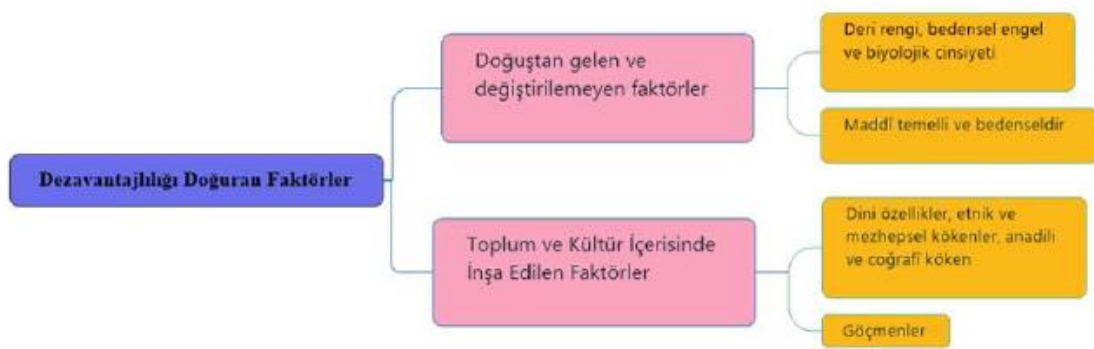 Dezavantajlılığı Doğuran Faktörler
Doğuştan gelen ve
değiştirilemeyen faktörler
Deri rengi, bedensel engel
ve biyolojik cinsiyeti
Maddî temelli ve bedenseldir
Toplum ve Kültür İçerisinde
İnşa Edilen Faktörler
Dini özellikler, etnik ve
mezhepsel kökenler, anadili
ve coğrafi köken
Göçmenler